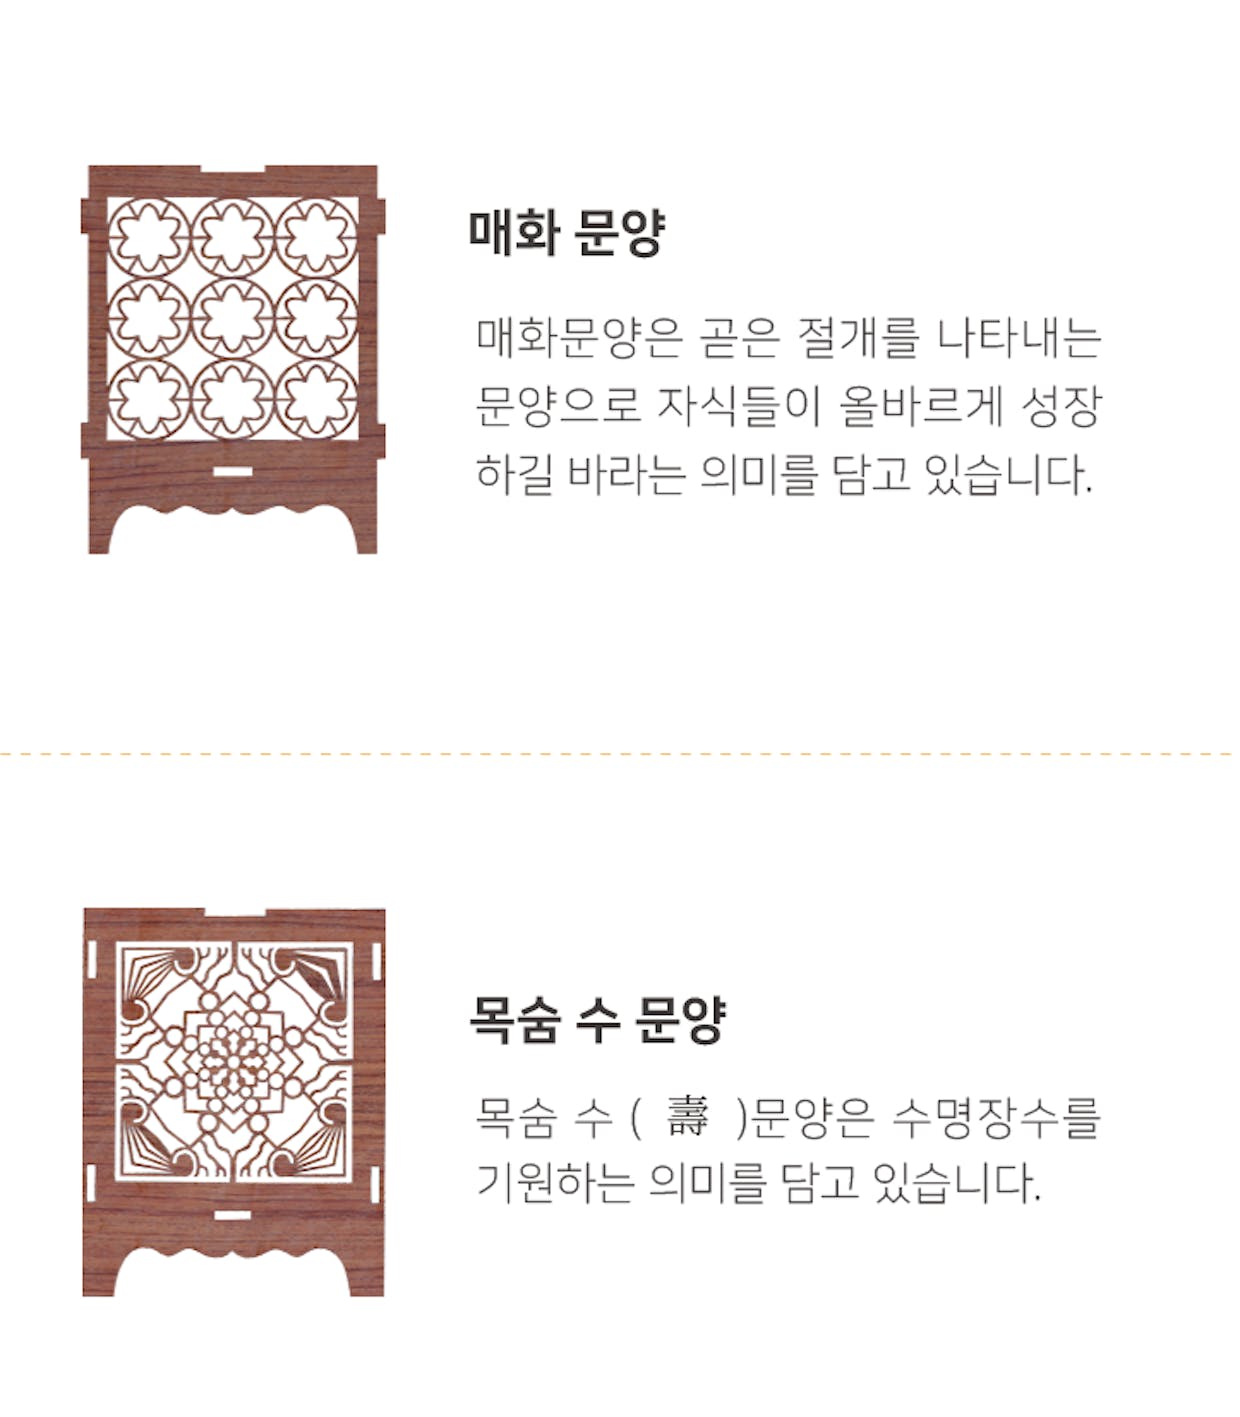 매화 문양
매화문양은 곧은 절개를 나타내는
문양으로 자식들이 올바르게 성장
하길 바라는 의미를 담고 있습니다.
목숨 수 문양
목숨 수 ( 壽 )문양은 수명장수를
기원하는 의미를 담고 있습니다.